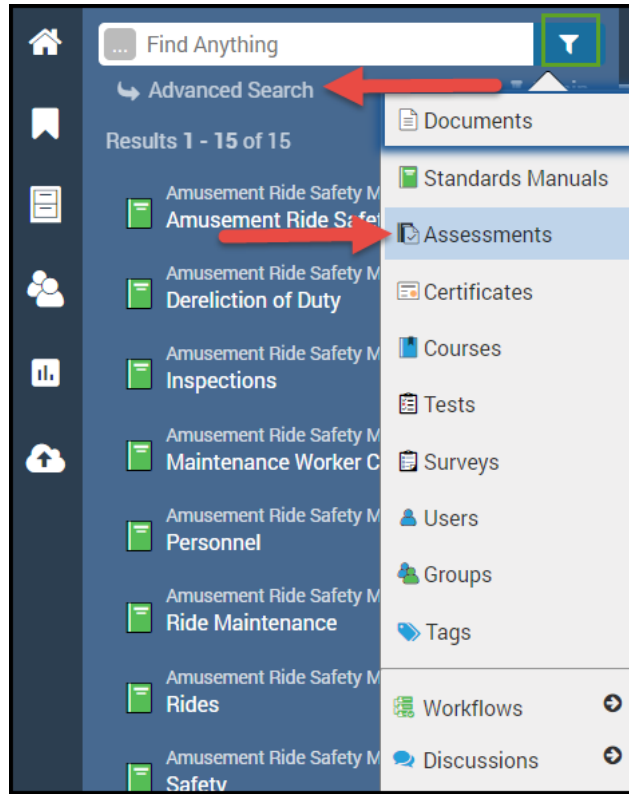 ... Find Anything
Advanced Search
Results 1 - 15 of 15
Amusement Ride Safety M
Amusement Ride Safet
Amusement Ride Safety M
Dereliction of Duty
Amusement Ride Safety M
Inspections
Amusement Ride Safety M
Maintenance Worker C
Amusement Ride Safety M
Personnel
Amusement Ride Safety M
Ride Maintenance
Amusement Ride Safety M
Rides
Amusement Ride Safety M
Safety
Documents
Standards Manuals
Assessments
Certificates
Courses
Tests
Surveys
Users
Groups
Tags
Workflows
Discussions